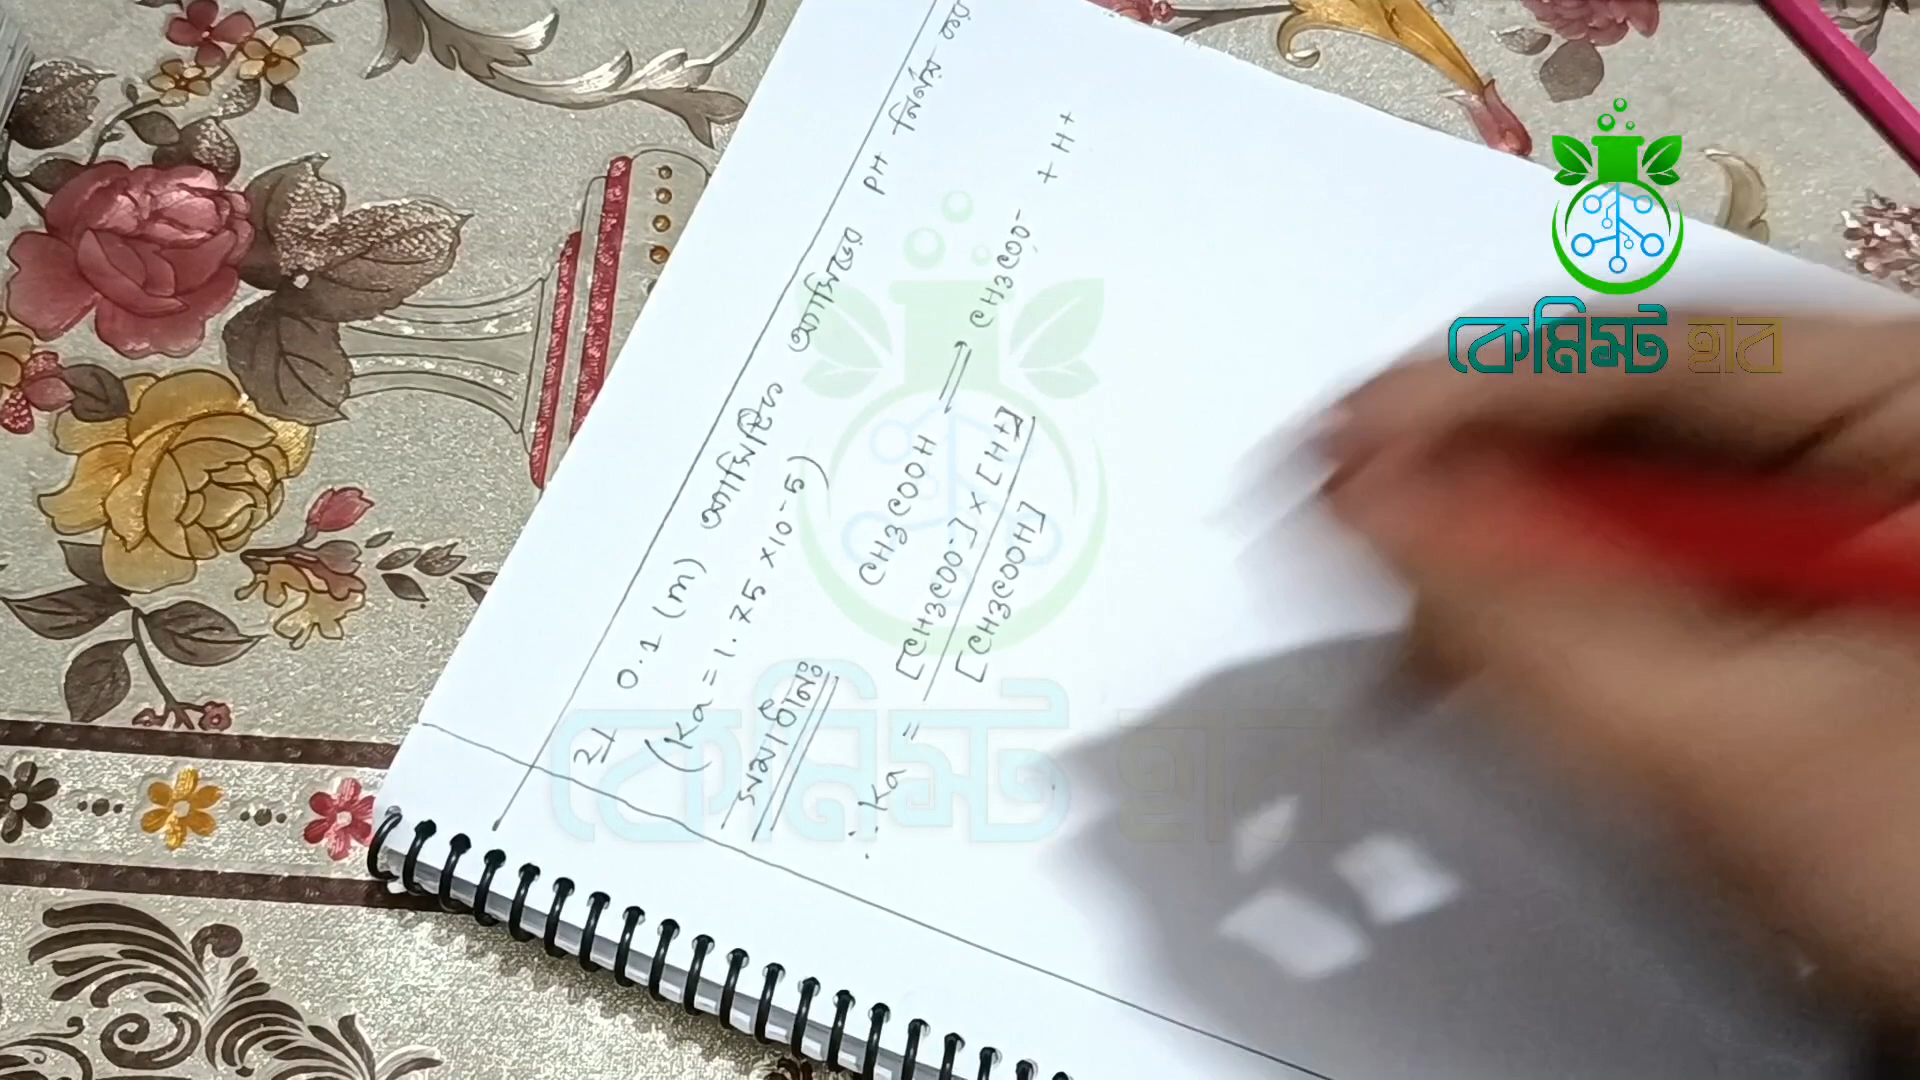 ২। 0.1 (m) অ্যাসিটিক অ্যাসিডের PH নির্ণয় কর
(Ka = 1.75 × 10-5)
সমাধানঃ
CH3COOH ⇌ CH3COO- + H+
∴ Ka = [CH3COO-] × [H+]
[CH3COOH]
কেমিস্ট হাব
কেমিস্ট হাব